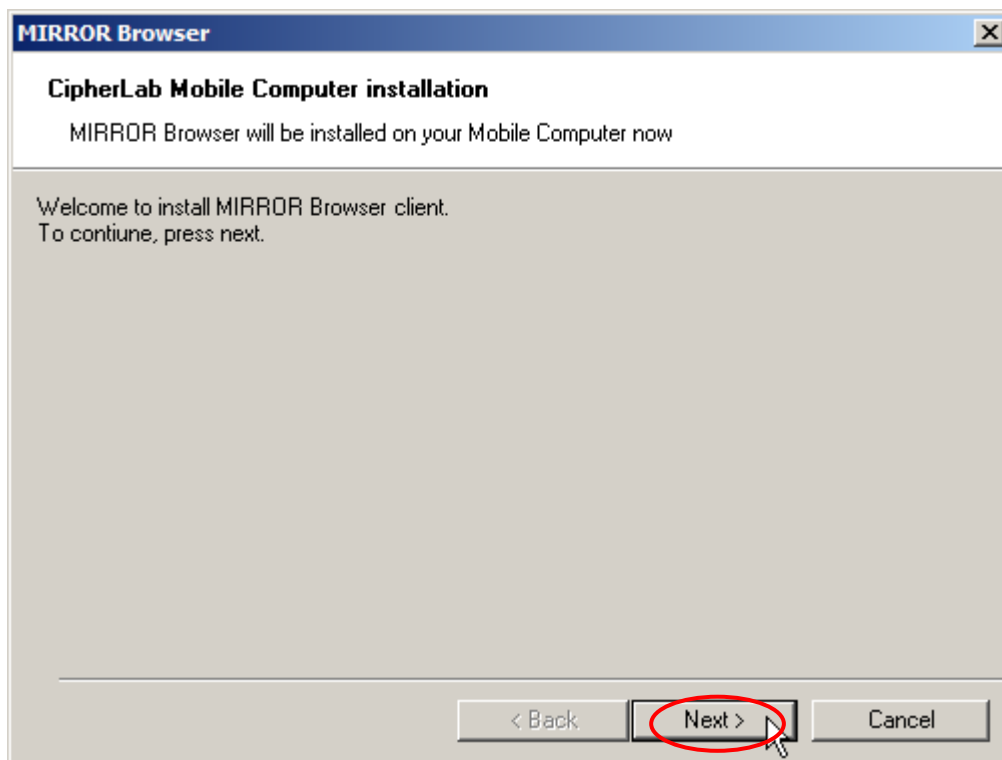 MIRROR Browser
CipherLab Mobile Computer installation
MIRROR Browser will be installed on your Mobile Computer now
Welcome to install MIRROR Browser client.
To contiune, press next.
< Back
Next >
Cancel